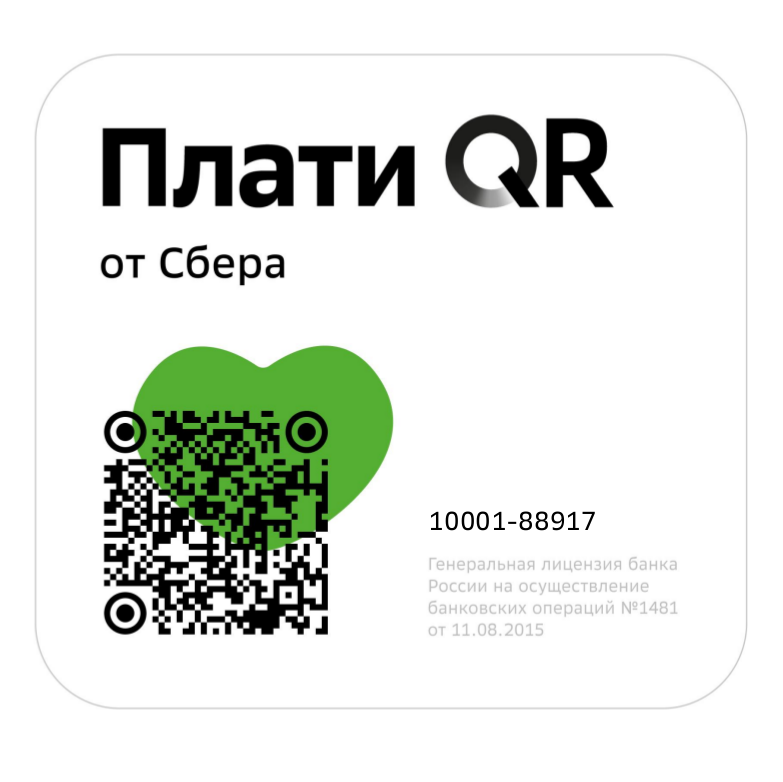 Плати QR
от Сбера
10001-88917
Генеральная лицензия банка
России на осуществление
банковских операций №1481
от 11.08.2015